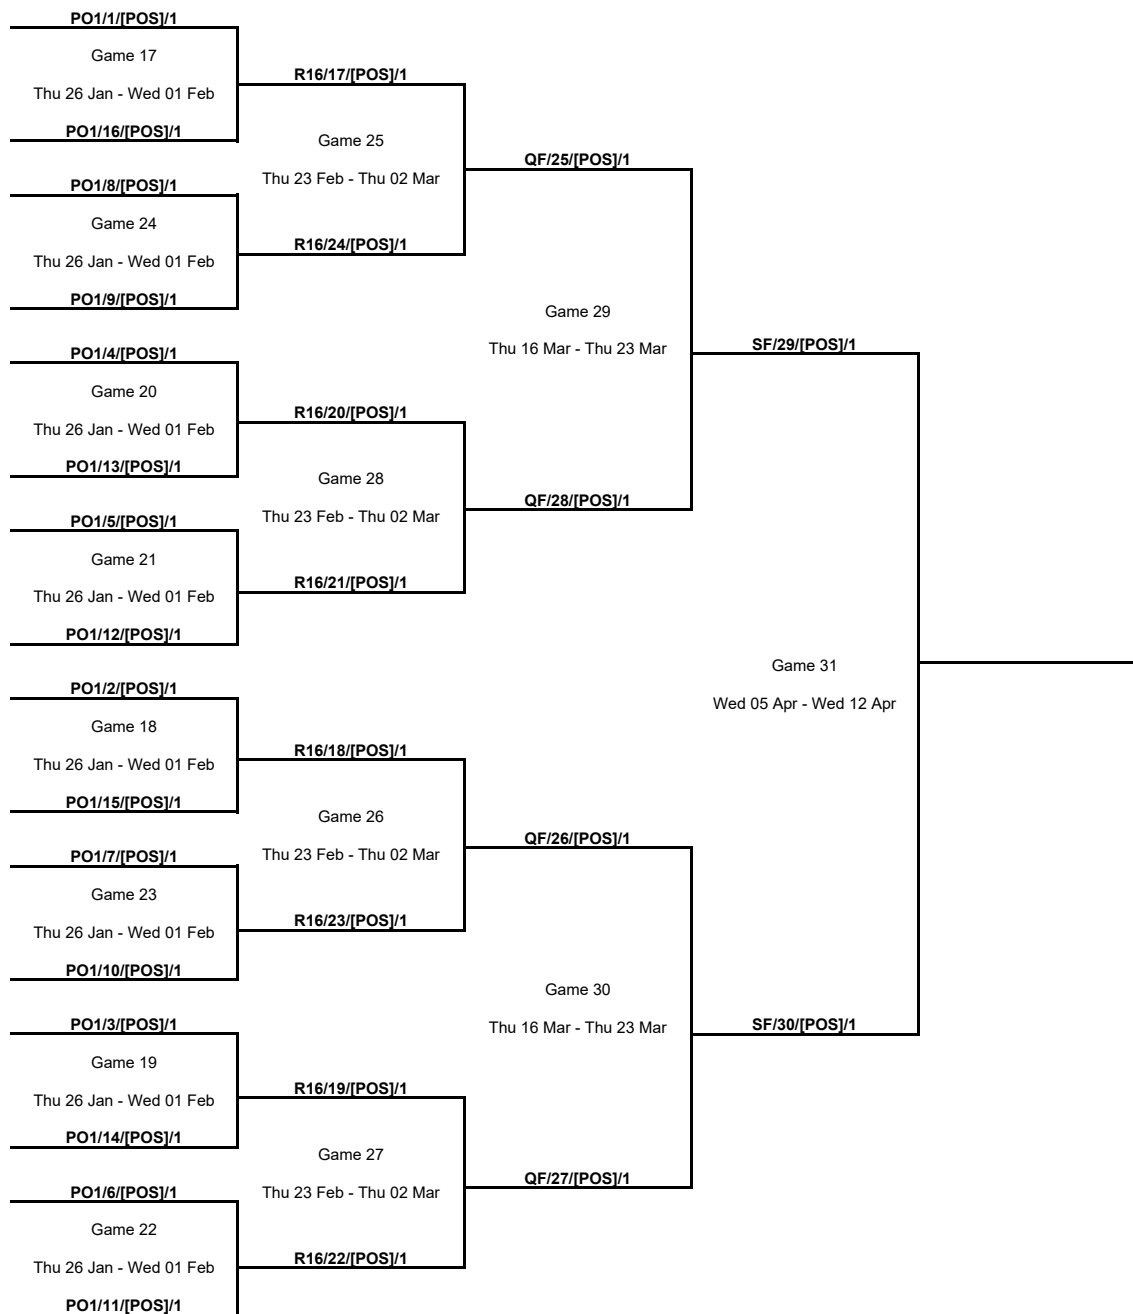 PO1/1/[POS]/1
Game 17
Thu 26 Jan - Wed 01 Feb
PO1/16/[POS]/1
PO1/8/[POS]/1
Game 24
Thu 26 Jan - Wed 01 Feb
PO1/9/[POS]/1
PO1/4/[POS]/1
Game 20
Thu 26 Jan - Wed 01 Feb
PO1/13/[POS]/1
PO1/5/[POS]/1
Game 21
Thu 26 Jan - Wed 01 Feb
PO1/12/[POS]/1
PO1/2/[POS]/1
Game 18
Thu 26 Jan - Wed 01 Feb
PO1/15/[POS]/1
PO1/7/[POS]/1
Game 23
Thu 26 Jan - Wed 01 Feb
PO1/10/[POS]/1
PO1/3/[POS]/1
Game 19
Thu 26 Jan - Wed 01 Feb
PO1/14/[POS]/1
PO1/6/[POS]/1
Game 22
Thu 26 Jan - Wed 01 Feb
PO1/11/[POS]/1
R16/17/[POS]/1
Game 25
Thu 23 Feb - Thu 02 Mar
R16/24/[POS]/1
R16/20/[POS]/1
Game 28
Thu 23 Feb - Thu 02 Mar
R16/21/[POS]/1
R16/18/[POS]/1
Game 26
Thu 23 Feb - Thu 02 Mar
R16/23/[POS]/1
R16/19/[POS]/1
Game 27
Thu 23 Feb - Thu 02 Mar
R16/22/[POS]/1
QF/25/[POS]/1
Game 29
Thu 16 Mar - Thu 23 Mar
QF/28/[POS]/1
QF/26/[POS]/1
Game 30
Thu 16 Mar - Thu 23 Mar
QF/27/[POS]/1
SF/29/[POS]/1
Game 31
Wed 05 Apr - Wed 12 Apr
SF/30/[POS]/1